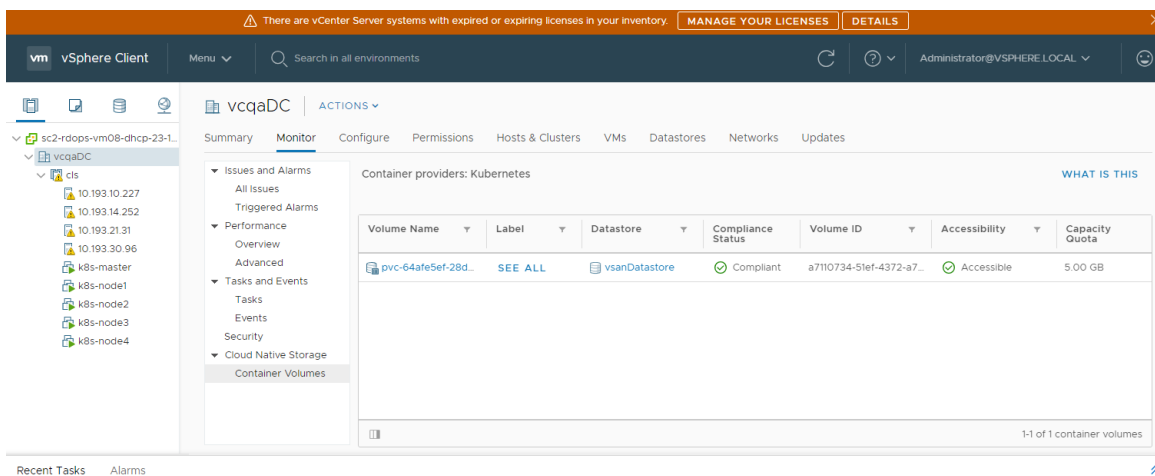 There are vCenter Server systems with expired or expiring licenses in your inventory. MANAGE YOUR LICENSES DETAILS
vm vSphere Client Menu Search in all environments Administrator@VSPHERE.LOCAL
vcqaDC ACTIONS
sc2-rdops-vm08-dhcp-23-1...
vcqaDC
cls
10.193.10.227
10.193.14.252
10.193.21.31
10.193.30.96
k8s-master
k8s-node1
k8s-node2
k8s-node3
k8s-node4
Summary Monitor Configure Permissions Hosts & Clusters VMs Datastores Networks Updates
Issues and Alarms
All Issues
Triggered Alarms
Performance
Overview
Advanced
Tasks and Events
Tasks
Events
Security
Cloud Native Storage
Container Volumes
Container providers: Kubernetes WHAT IS THIS
Volume Name Label Datastore Compliance Status Volume ID Accessibility Capacity Quota
pvc-64afe5ef-28d... SEE ALL vsanDatastore Compliant a7110734-51ef-4372-a7... Accessible 5.00 GB
1-1 of 1 container volumes
Recent Tasks Alarms